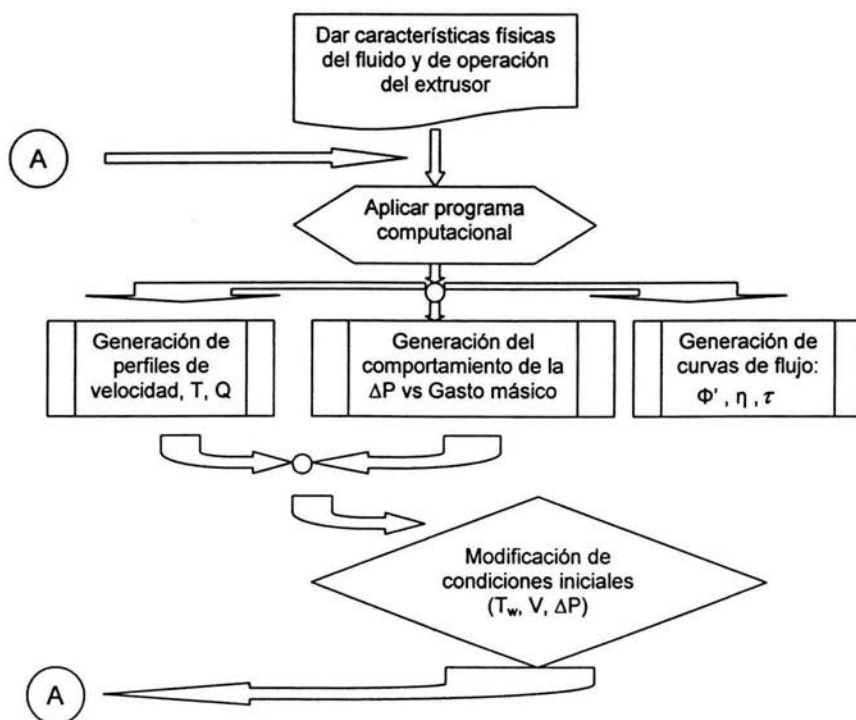 Dar características físicas
del fluido y de operación
del extrusor
A
Aplicar programa
computacional
Generación de
perfiles de
velocidad, T, Q
Generación del
comportamiento de la
ΔP vs Gasto másico
Generación de
curvas de flujo:
Φ' , η , τ
Modificación de
condiciones iniciales
(Tw, V, ΔP)
A